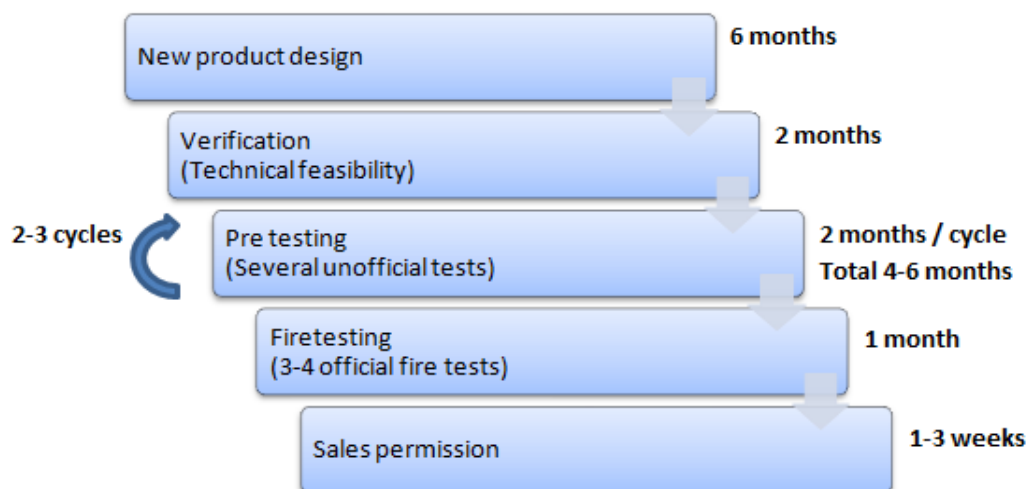 New product design
6 months
Verification
(Technical feasibility)
2 months
2-3 cycles
Pre testing
(Several unofficial tests)
2 months / cycle
Total 4-6 months
Firetesting
(3-4 official fire tests)
1 month
Sales permission
1-3 weeks